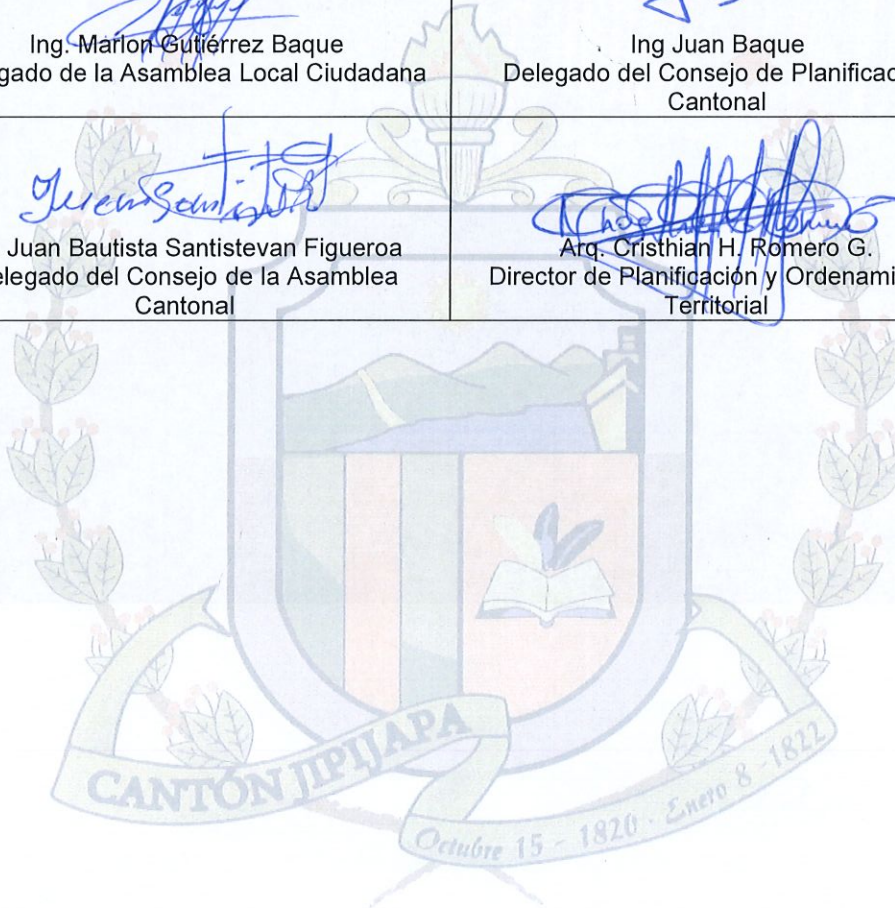 Ing. Marlon Gutiérrez Baque
gado de la Asamblea Local Ciudadana
Ing Juan Baque
Delegado del Consejo de Planificac
Cantonal
Juan Bautista Santistevan Figueroa
elegado del Consejo de la Asamblea
Cantonal
Arq. Cristhian H. Romero G.
Director de Planificación y Ordenami
Territorial
CANTÓN JIPIJAPA
Octubre 15 - 1820 · Enero 8 - 1822